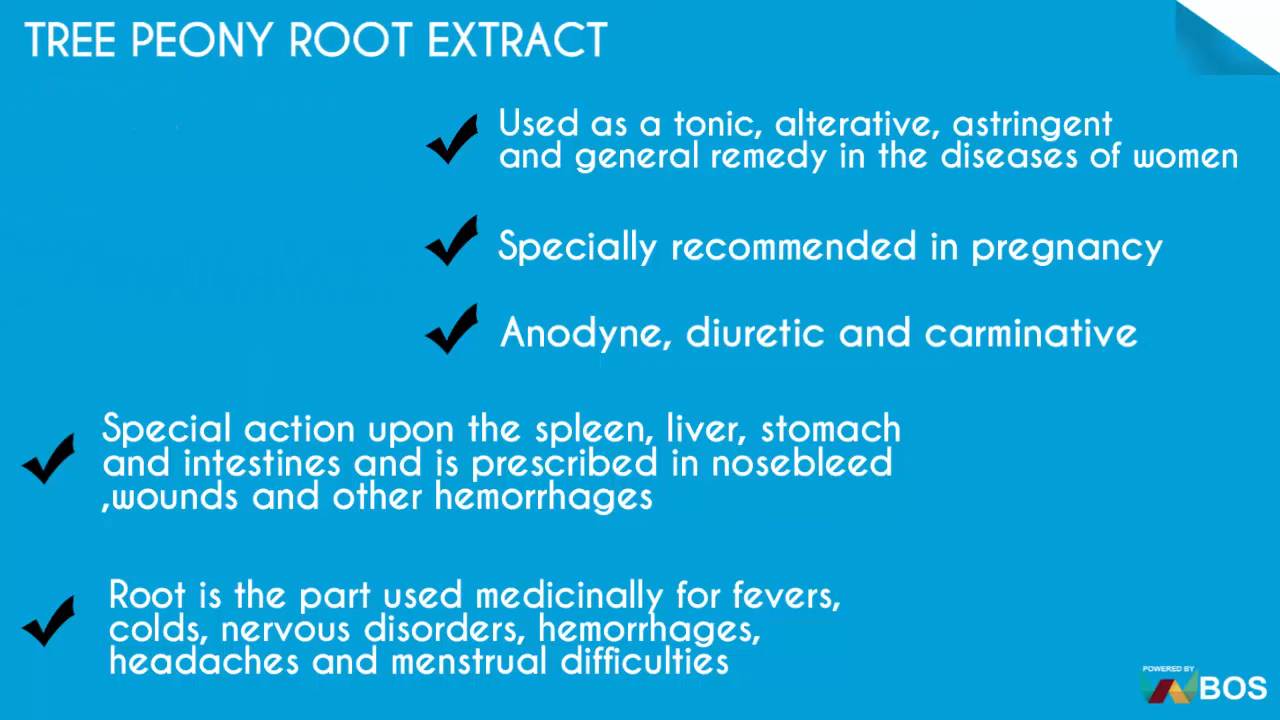 TREE PEONY ROOT EXTRACT
Used as a tonic, alterative, astringent
and general remedy in the diseases of women
Specially recommended in pregnancy
Anodyne, diuretic and carminative
Special action upon the spleen, liver, stomach
and intestines and is prescribed in nosebleed
,wounds and other hemorrhages
Root is the part used medicinally for fevers,
colds, nervous disorders, hemorrhages,
headaches and menstrual difficulties
POWERED BY
BOS